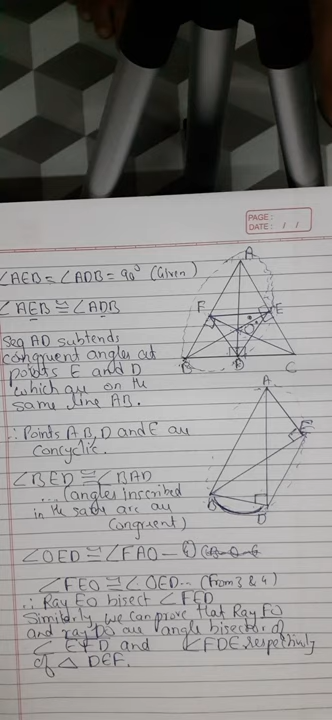 PAGE:
DATE: / /
∠AEB = ∠ADB = 90° (Given)
∠AEB ≅ ∠ADB
Seg AD subtends
congruent angles at
points E and D
which are on the
same line AB.
∴ Points A B, D and E are
concyclic.
∠BED ≅ ∠BAD
... (angles inscribed
in the same arc are
congruent)
∠OED ≅ ∠FAO —
∠FEO ≅ ∠OED... (from 3 & 4)
∴ Ray EO bisect ∠FED
Similarly we can prove that Ray FO
and ray DO are angle bisector of
∠EFD and ∠FDE respectively
of △ DEF.
A
F
E
O
B
D
C
A
E
B
D